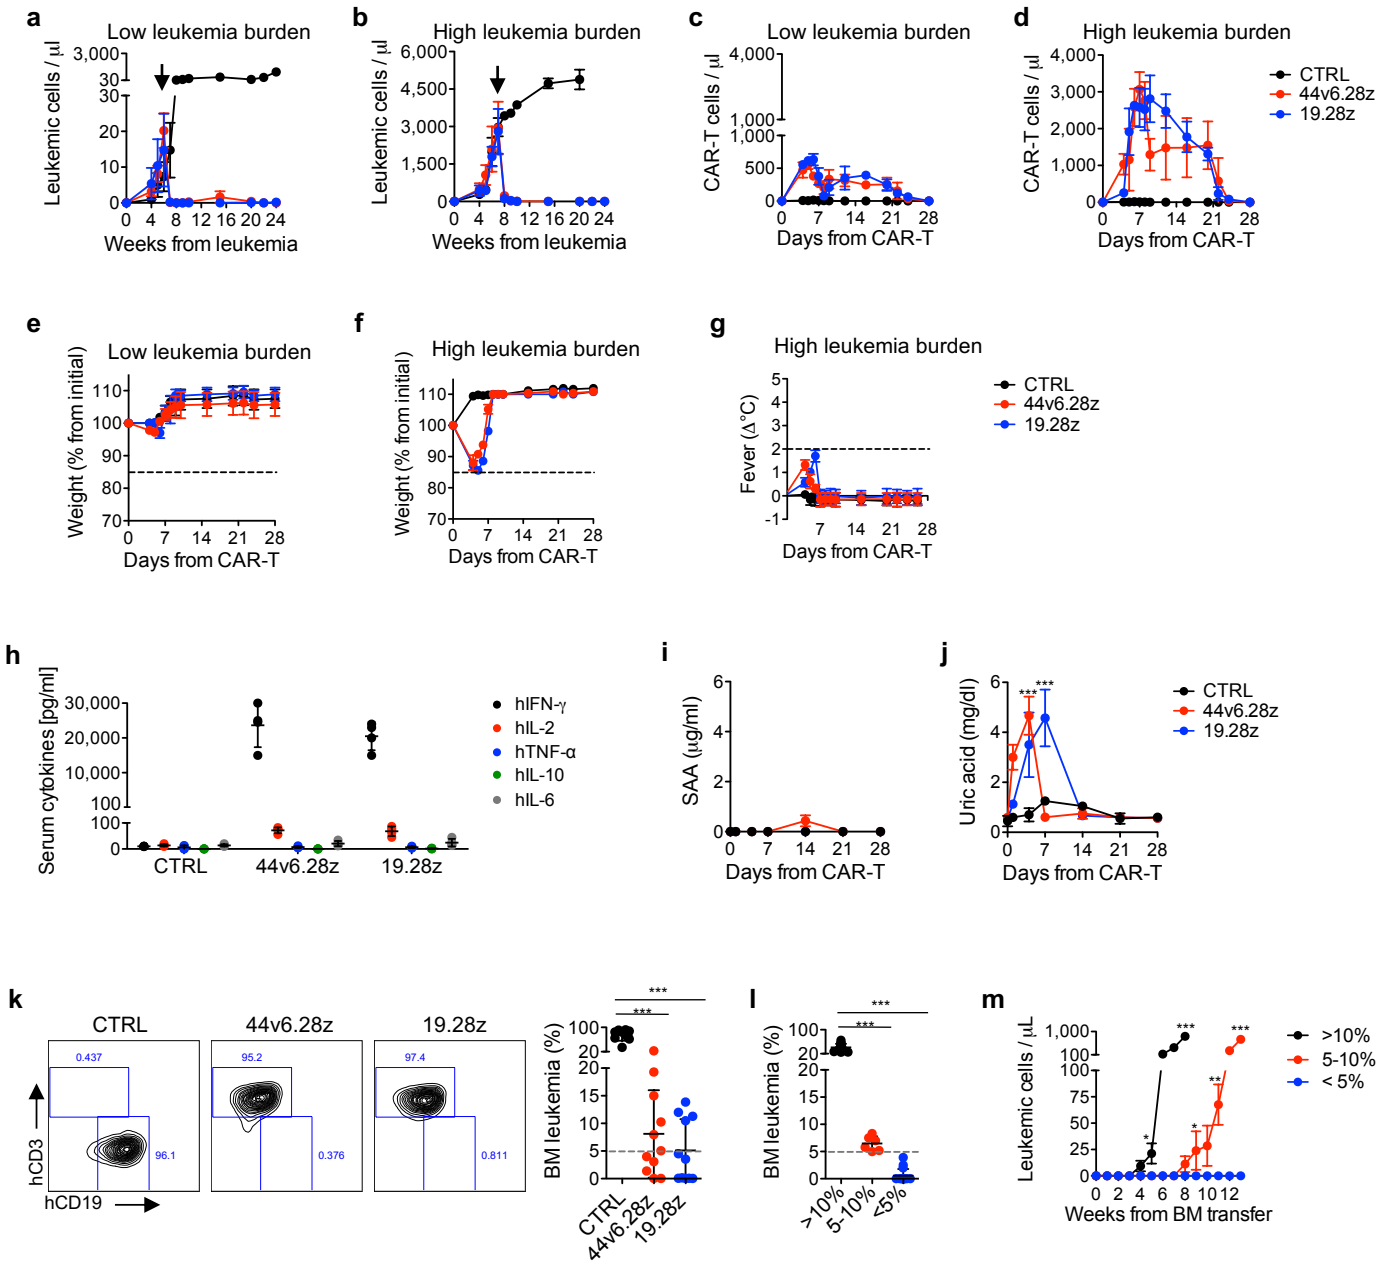 a
Low leukemia burden
Leukemic cells / µl
3,000
30
30
20
10
0
0 4 8 12 16 20 24
Weeks from leukemia
b
High leukemia burden
Leukemic cells / µl
6,000
4,500
3,000
1,500
0
0 4 8 12 16 20 24
Weeks from leukemia
c
Low leukemia burden
CAR-T cells / µl
4,000
1,000
1,000
500
0
0 7 14 21 28
Days from CAR-T
d
High leukemia burden
CAR-T cells / µl
4,000
3,000
2,000
1,000
0
0 7 14 21 28
Days from CAR-T
CTRL
44v6.28z
19.28z
e
Low leukemia burden
Weight (% from initial)
110
100
90
80
70
0 7 14 21 28
Days from CAR-T
f
High leukemia burden
Weight (% from initial)
110
100
90
80
70
0 7 14 21 28
Days from CAR-T
g
High leukemia burden
Fever (Δ°C)
5
4
3
2
1
0
-1
7 14 21 28
Days from CAR-T
CTRL
44v6.28z
19.28z
h
Serum cytokines [pg/ml]
30,000
20,000
10,000
100
100
0
CTRL 44v6.28z 19.28z
hIFN-γ
hIL-2
hTNF-α
hIL-10
hIL-6
i
SAA (µg/ml)
6
4
2
0
0 7 14 21 28
Days from CAR-T
j
Uric acid (mg/dl)
6
4
2
0
*** ***
0 7 14 21 28
Days from CAR-T
CTRL
44v6.28z
19.28z
k
CTRL 44v6.28z 19.28z
0.437
96.1
95.2
0.376
97.4
0.811
hCD3
hCD19
BM leukemia (%)
***
***
100
20
20
15
10
5
0
CTRL 44v6.28z 19.28z
l
BM leukemia (%)
***
***
100
20
20
15
10
5
0
>10% 5-10% <5%
m
Leukemic cells / µL
1,000
100
75
50
25
0
* *** * ** ***
0 2 4 6 8 10 12
Weeks from BM transfer
>10%
5-10%
< 5%